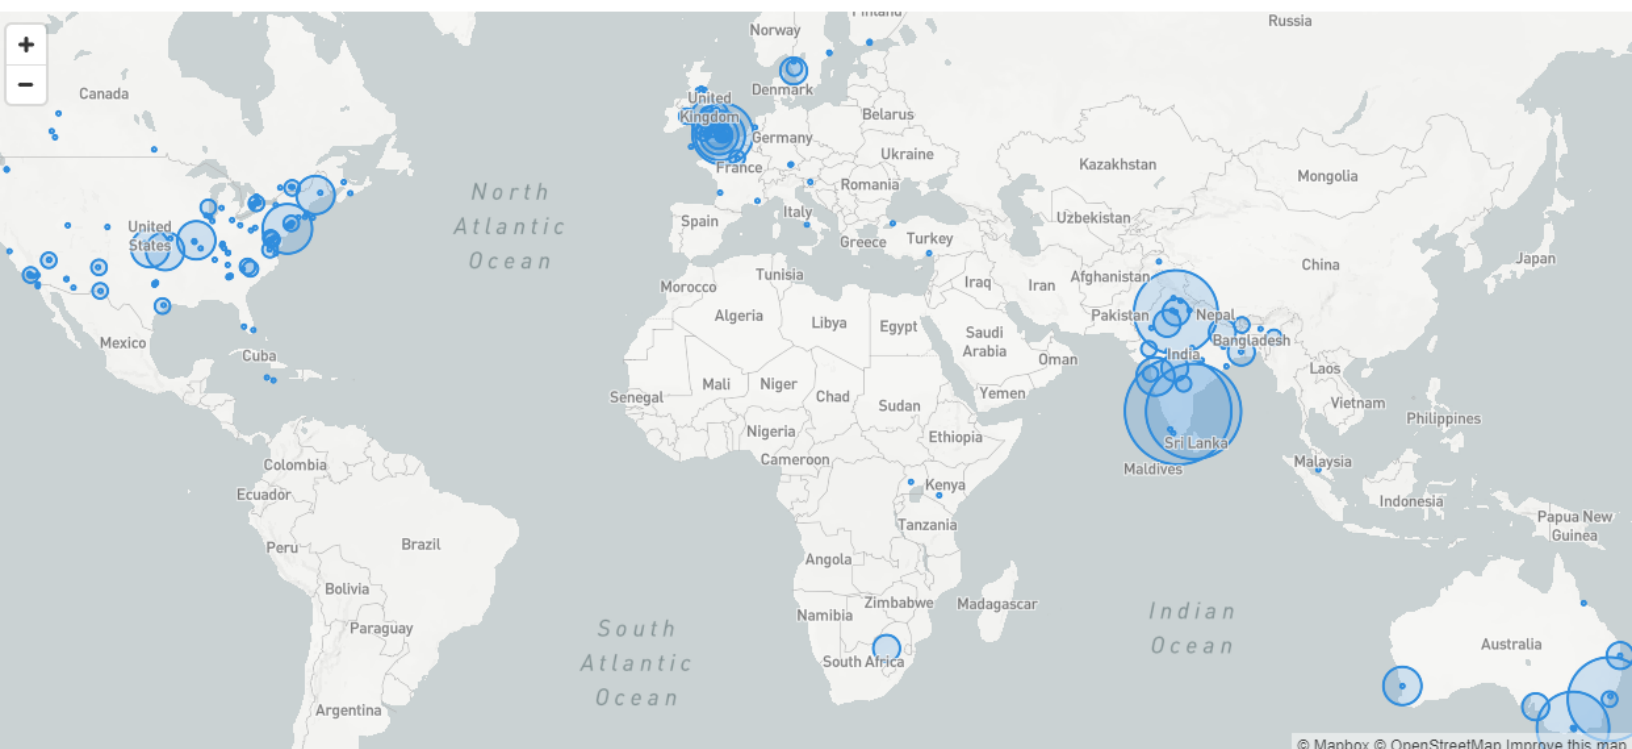 +
−
Canada
United
States
Mexico
Cuba
Colombia
Ecuador
Peru
Brazil
Bolivia
Paraguay
Argentina
North
Atlantic
Ocean
South
Atlantic
Ocean
Norway
Finland
Russia
United
Kingdom
Denmark
Germany
Belarus
Ukraine
France
Romania
Spain
Italy
Greece
Turkey
Kazakhstan
Mongolia
Uzbekistan
Morocco
Tunisia
Algeria
Libya
Egypt
Iraq
Iran
Afghanistan
Pakistan
Nepal
China
Japan
Saudi
Arabia
Oman
Yemen
Bangladesh
India
Laos
Vietnam
Philippines
Senegal
Mali
Niger
Chad
Sudan
Nigeria
Cameroon
Ethiopia
Kenya
Tanzania
Sri Lanka
Maldives
Malaysia
Indonesia
Papua New
Guinea
Angola
Namibia
Zimbabwe
Madagascar
South Africa
Indian
Ocean
Australia
© Mapbox © OpenStreetMap Improve this map